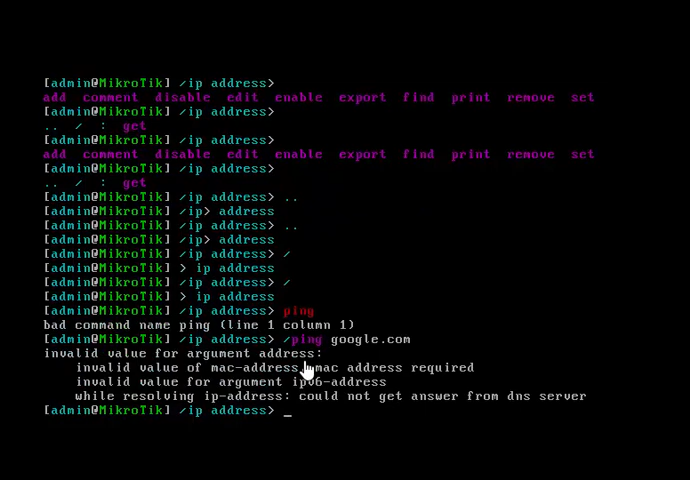 [admin@MikroTik] /ip address>
add  comment  disable  edit  enable  export  find  print  remove  set
[admin@MikroTik] /ip address>
..  /  :  get
[admin@MikroTik] /ip address>
add  comment  disable  edit  enable  export  find  print  remove  set
[admin@MikroTik] /ip address>
..  /  :  get
[admin@MikroTik] /ip address> ..
[admin@MikroTik] /ip> address
[admin@MikroTik] /ip address> ..
[admin@MikroTik] /ip> address
[admin@MikroTik] /ip address> /
[admin@MikroTik] > ip address
[admin@MikroTik] /ip address> /
[admin@MikroTik] > ip address
[admin@MikroTik] /ip address> ping
bad command name ping (line 1 column 1)
[admin@MikroTik] /ip address> /ping google.com
invalid value for argument address:
    invalid value of mac-address, mac address required
    invalid value for argument ipv6-address
    while resolving ip-address: could not get answer from dns server
[admin@MikroTik] /ip address> _